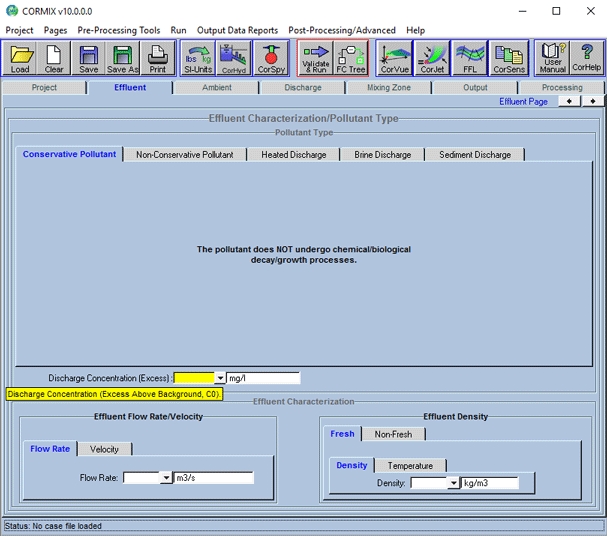 CORMIX v10.0.0.0
Project Pages Pre-Processing Tools Run Output Data Reports Post-Processing/Advanced Help
Load Clear Save Save As Print lbs kg SI-Units CorHyd CorSpy Validate & Run FC Tree CorVue CorJet FFL CorSens User Manual CorHelp
Project Effluent Ambient Discharge Mixing Zone Output Processing
Effluent Page
Effluent Characterization/Pollutant Type
Pollutant Type
Conservative Pollutant Non-Conservative Pollutant Heated Discharge Brine Discharge Sediment Discharge
The pollutant does NOT undergo chemical/biological
decay/growth processes.
Discharge Concentration (Excess) : mg/l
Discharge Concentration (Excess Above Background, C0).
Effluent Characterization
Effluent Flow Rate/Velocity
Flow Rate Velocity
Flow Rate: m3/s
Effluent Density
Fresh Non-Fresh
Density Temperature
Density: kg/m3
Status: No case file loaded